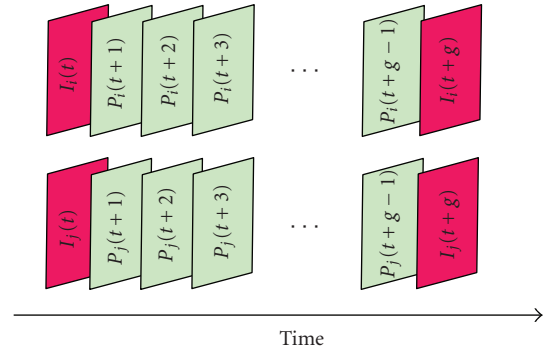 I_i(t)
P_i(t + 1)
P_i(t + 2)
P_i(t + 3)
· · ·
P_i(t + g − 1)
I_i(t + g)
I_j(t)
P_j(t + 1)
P_j(t + 2)
P_j(t + 3)
· · ·
P_j(t + g − 1)
I_j(t + g)
Time